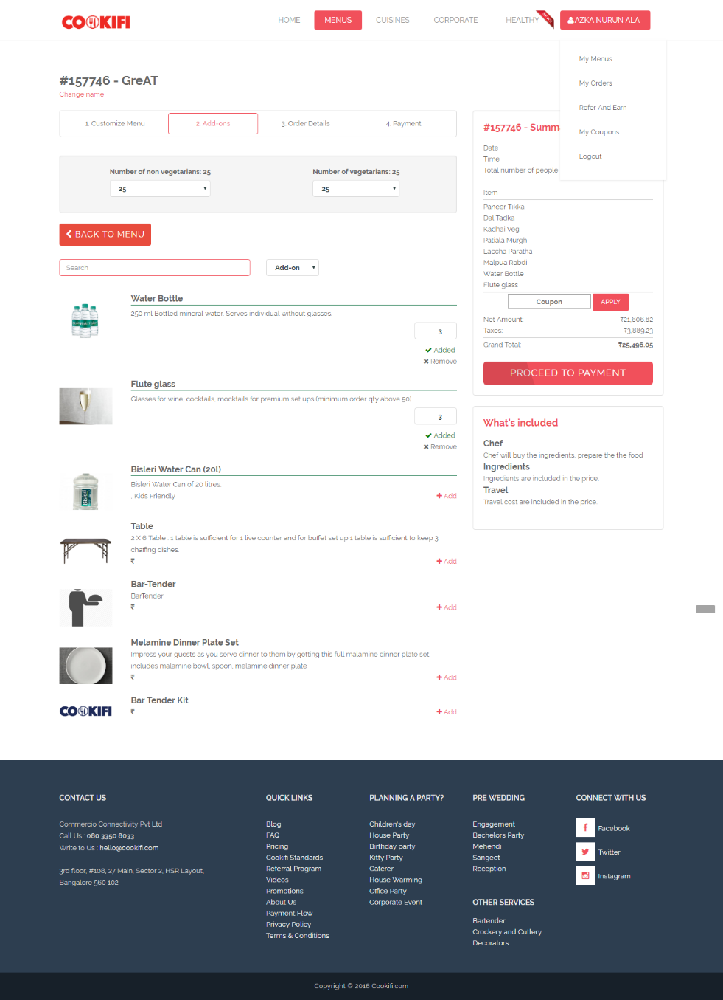 COOKIFI
HOME
MENUS
CUISINES
CORPORATE
HEALTHY
NEW!!
AZKA NURUN ALA
My Menus
My Orders
Refer And Earn
My Coupons
Logout
#157746 - GreAT
Change name
1. Customize Menu
2. Add-ons
3. Order Details
4. Payment
Number of non vegetarians: 25
25
Number of vegetarians: 25
25
BACK TO MENU
Search
Add-on
Water Bottle
250 ml Bottled mineral water. Serves individual without glasses.
3
Added
Remove
Flute glass
Glasses for wine, cocktails, mocktails for premium set ups (minimum order qty above 50)
3
Added
Remove
Bisleri Water Can (20l)
Bisleri Water Can of 20 litres.
, Kids Friendly
Add
Bisleri
Table
2 X 6 Table . 1 table is sufficient for 1 live counter and for buffet set up 1 table is sufficient to keep 3
chaffing dishes.
₹
Add
Bar-Tender
BarTender
₹
Add
Melamine Dinner Plate Set
Impress your guests as you serve dinner to them by getting this full malamine dinner plate set
includes malamine bowl, spoon, melamine dinner plate
₹
Add
COOKIFI
Bar Tender Kit
₹
Add
#157746 - Summ
Date
Time
Total number of people
Item
Paneer Tikka
Dal Tadka
Kadhai Veg
Patiala Murgh
Laccha Paratha
Malpua Rabdi
Water Bottle
Flute glass
Coupon
APPLY
Net Amount: ₹21,606.82
Taxes: ₹3,889.23
Grand Total: ₹25,496.05
PROCEED TO PAYMENT
What's included
Chef
Chef will buy the ingredients, prepare the the food
Ingredients
Ingredients are included in the price.
Travel
Travel cost are included in the price.
CONTACT US
Commercio Connectivity Pvt Ltd
Call Us : 080 3350 8033
Write to Us : hello@cookifi.com
3rd floor, #108, 27 Main, Sector 2, HSR Layout,
Bangalore 560 102
QUICK LINKS
Blog
FAQ
Pricing
Cookifi Standards
Referral Program
Videos
Promotions
About Us
Payment Flow
Privacy Policy
Terms & Conditions
PLANNING A PARTY?
Children's day
House Party
Birthday party
Kitty Party
Caterer
House Warming
Office Party
Corporate Event
PRE WEDDING
Engagement
Bachelors Party
Mehendi
Sangeet
Reception
OTHER SERVICES
Bartender
Crockery and Cutlery
Decorators
CONNECT WITH US
Facebook
Twitter
Instagram
Copyright © 2016 Cookifi.com